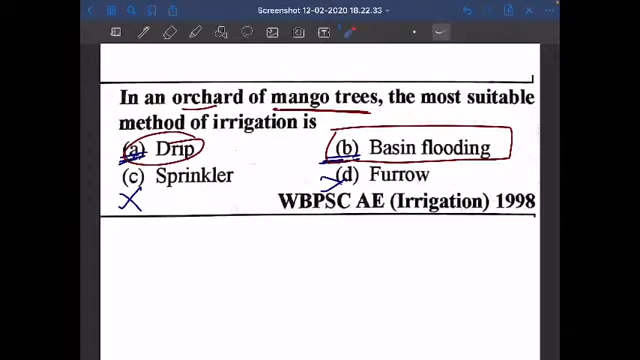 Screenshot 12-02-2020 18.22.33
In an orchard of mango trees, the most suitable
method of irrigation is
(a) Drip (b) Basin flooding
(c) Sprinkler (d) Furrow
WBPSC AE (Irrigation) 1998